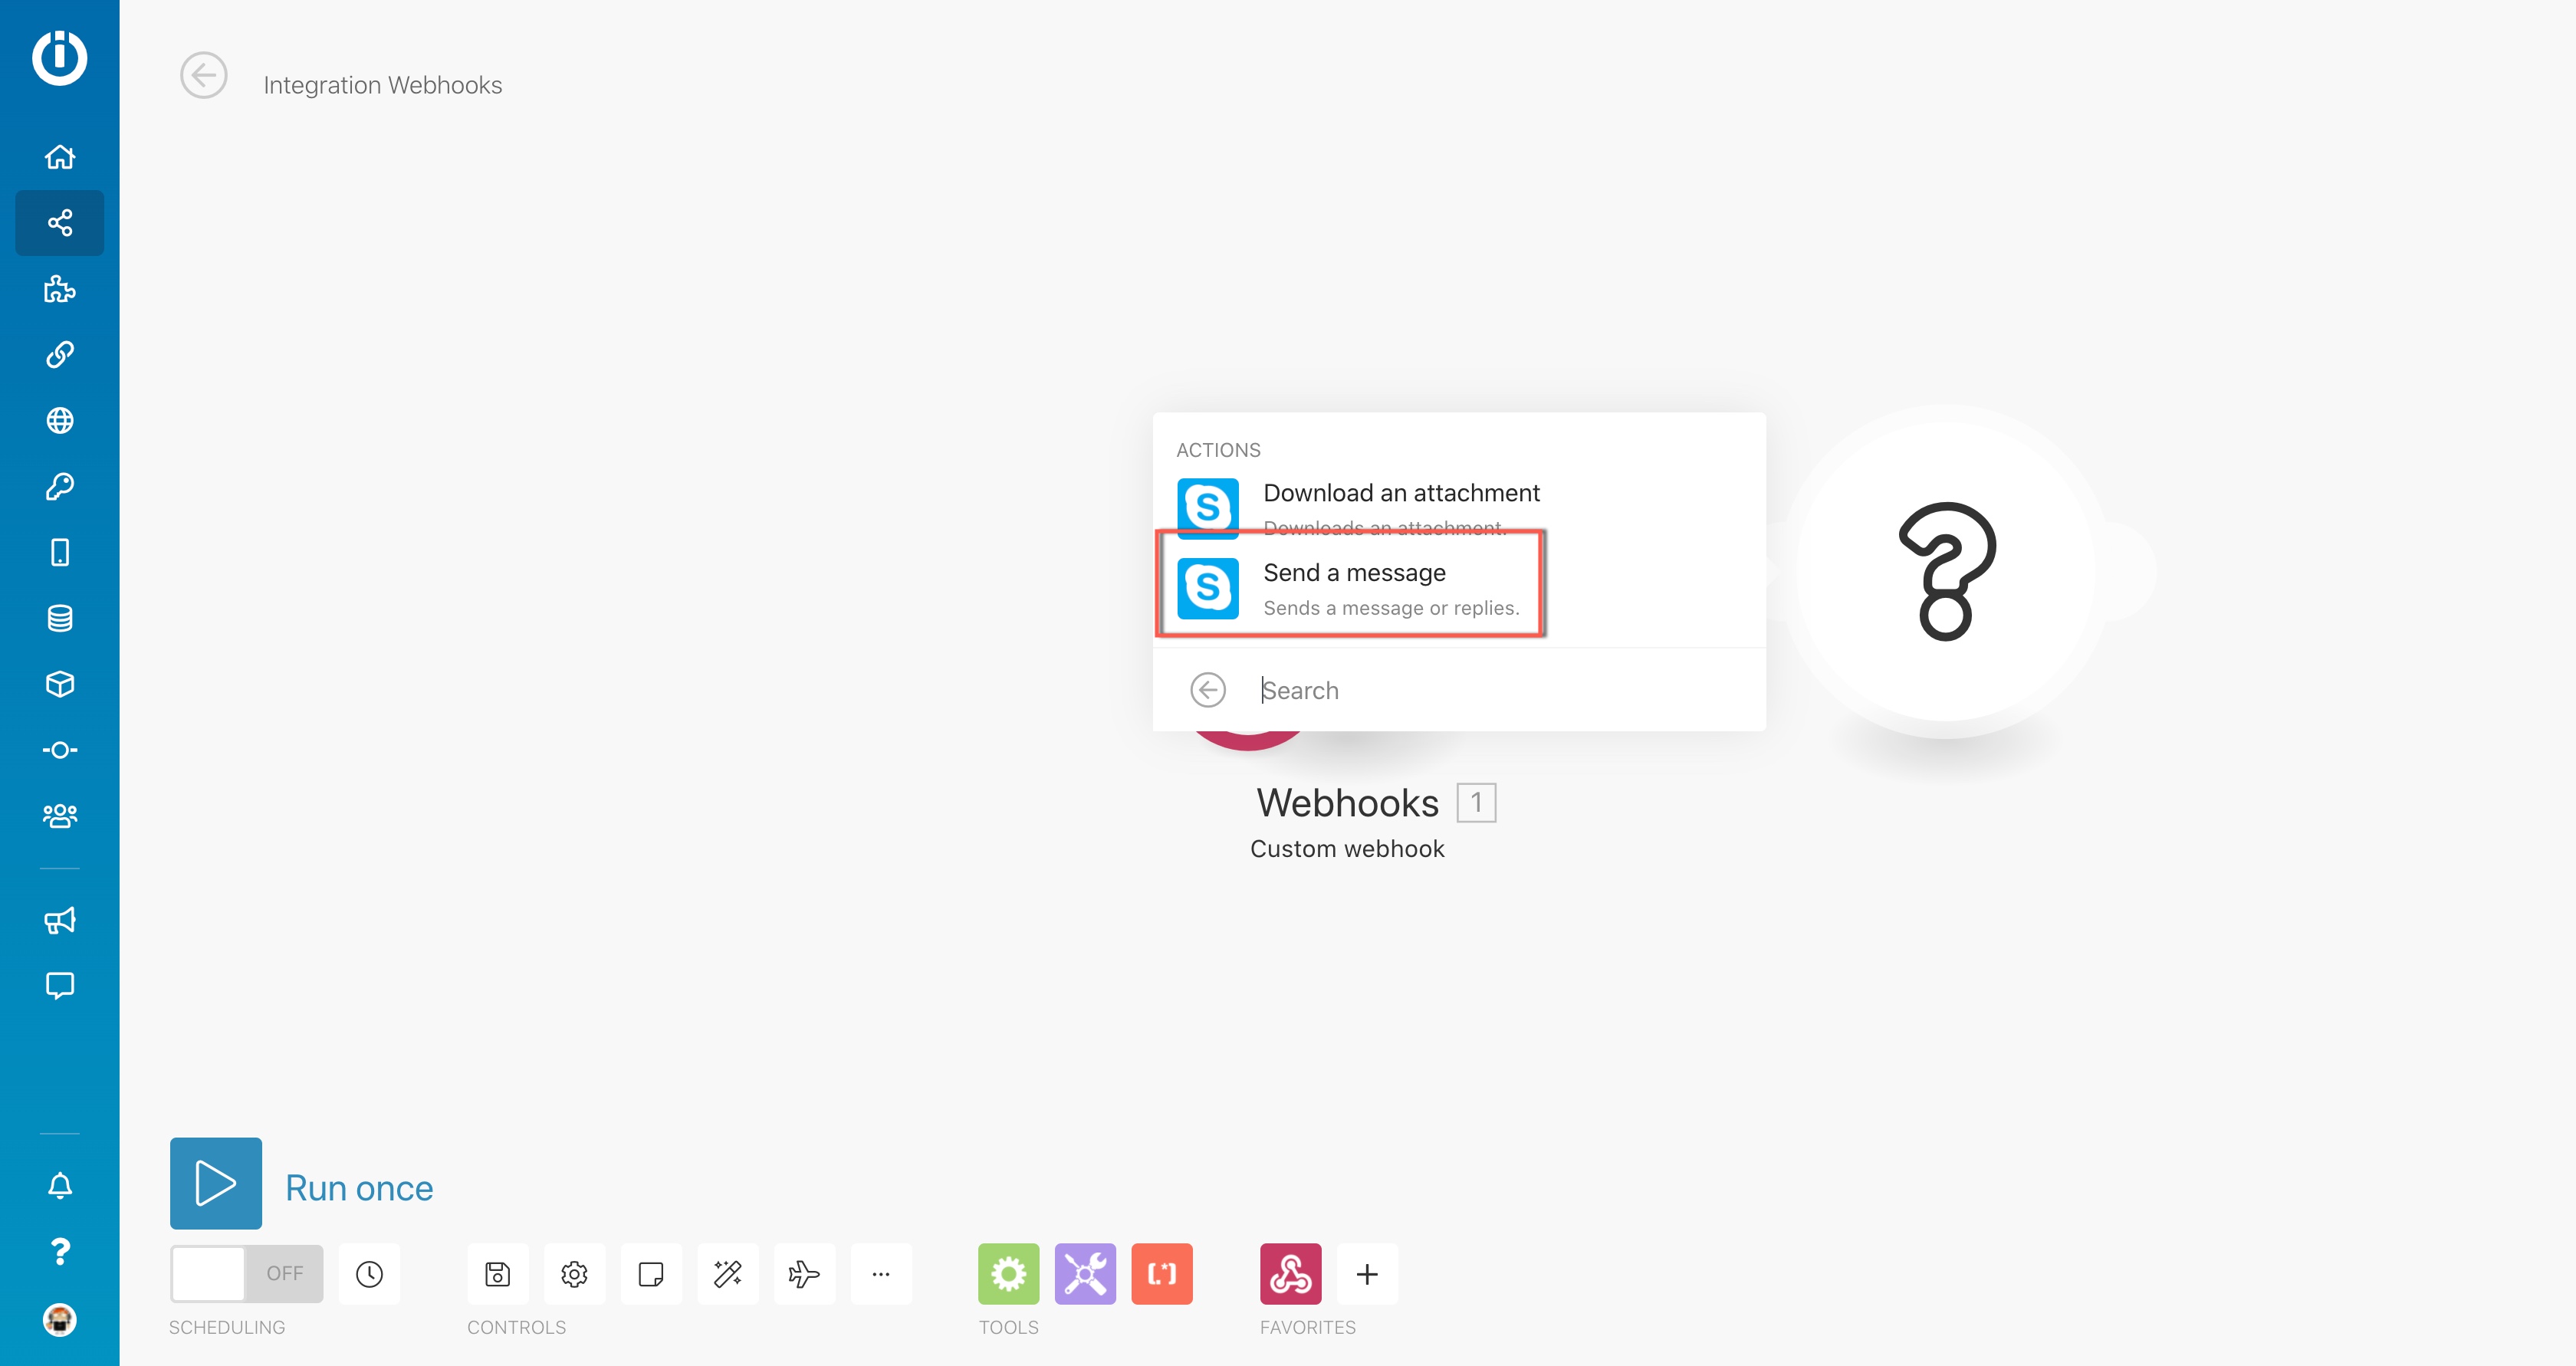 Integration Webhooks
ACTIONS
Download an attachment
Downloads an attachment.
Send a message
Sends a message or replies.
Search
Webhooks 1
Custom webhook
Run once
OFF
SCHEDULING
CONTROLS
TOOLS
FAVORITES